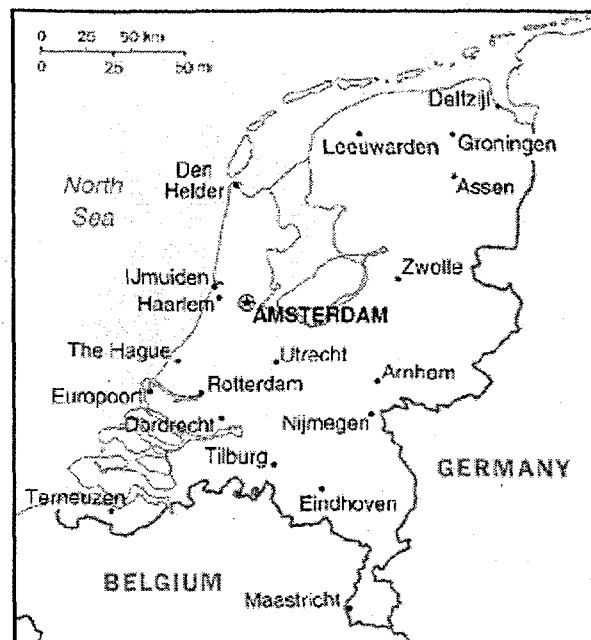 0 25 50 km
0 25 50 mi
Delfzijl
Leeuwarden
Groningen
Den
Helder
Assen
North
Sea
Zwolle
IJmuiden
Haarlem
AMSTERDAM
The Hague
Utrecht
Arnhem
Europoort
Rotterdam
Dordrecht
Nijmegen
Tilburg
GERMANY
Terneuzen
Eindhoven
BELGIUM
Maestricht